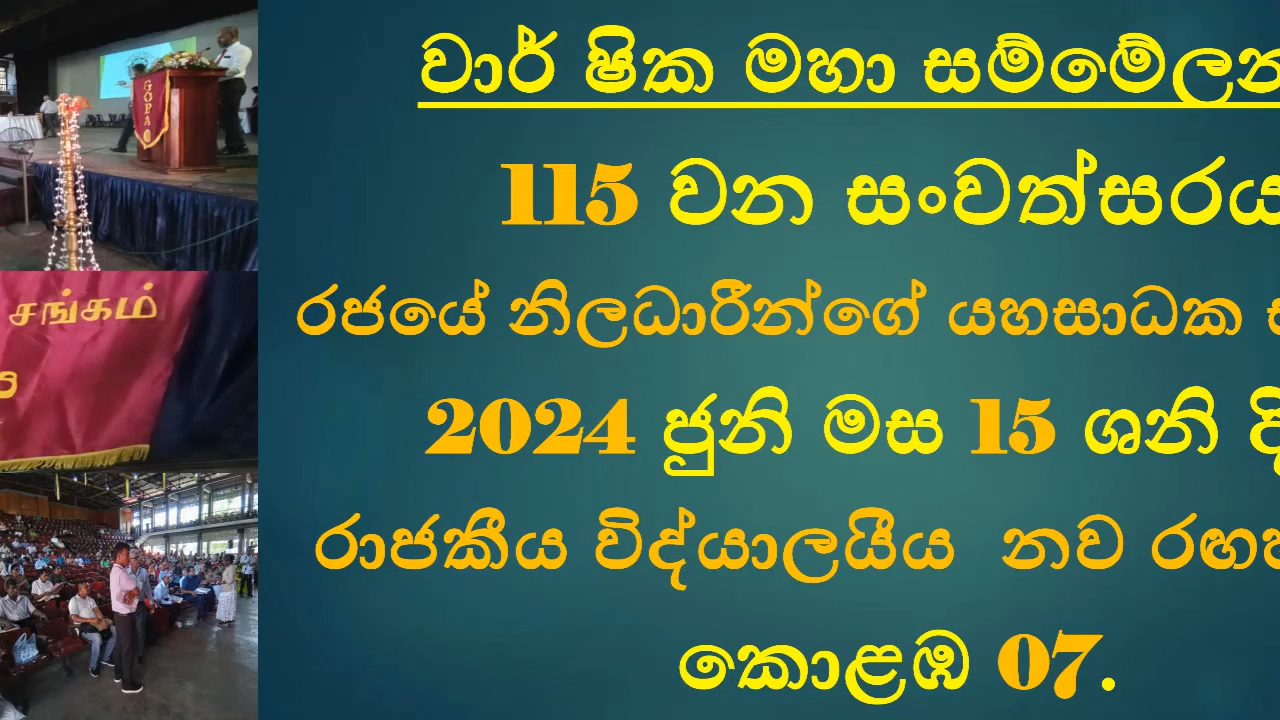 වාර් ෂික මහා සම්මේලන
115 වන සංවත්සරය
රජයේ නිලධාරීන්ගේ යහසාධක
2024 ජුනි මස 15 ශනි
රාජකීය විද්යාලයීය නව රඟහ
කොළඹ 07.
GOPA
சங்கம்